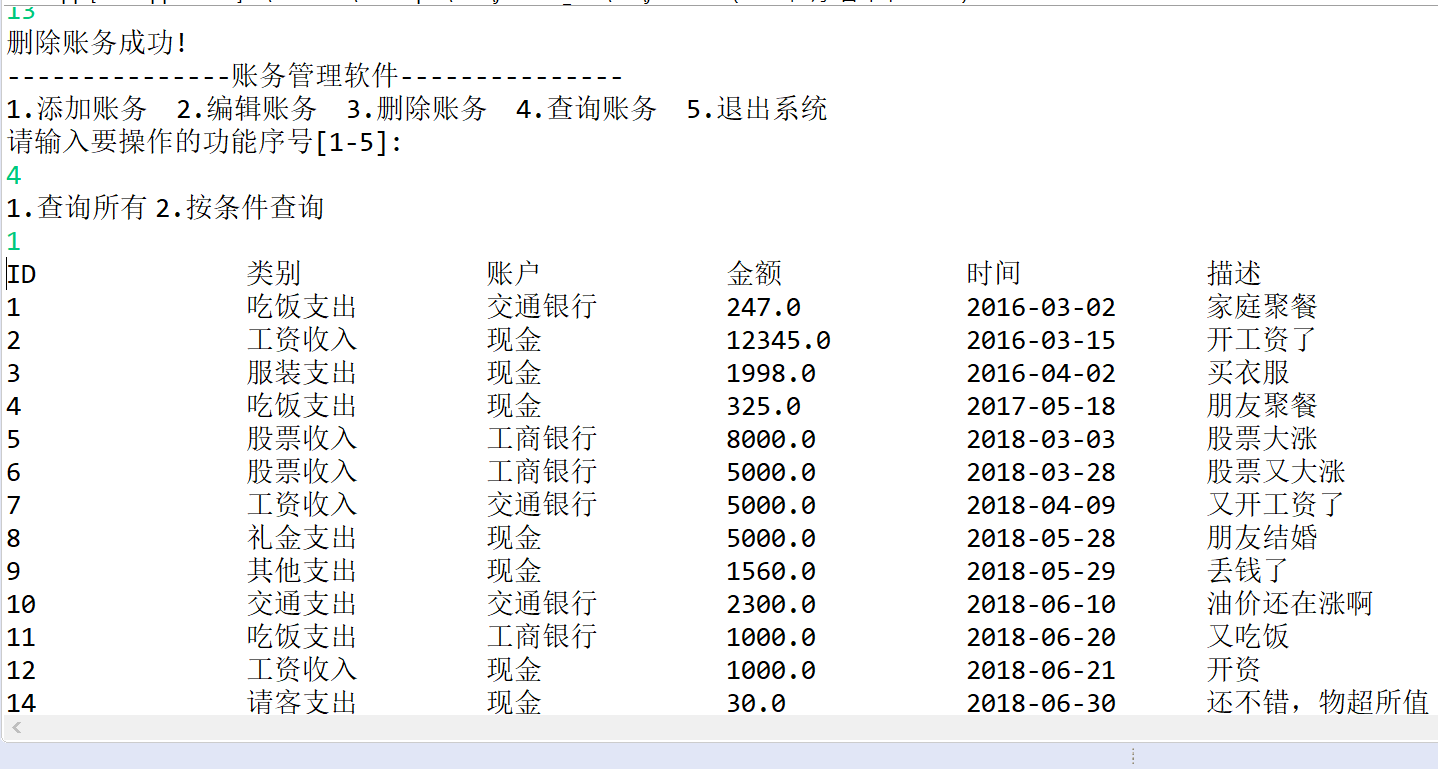 13
删除账务成功!
---------------账务管理软件---------------
1.添加账务  2.编辑账务  3.删除账务  4.查询账务  5.退出系统
请输入要操作的功能序号[1-5]:
4
1.查询所有 2.按条件查询
1
ID 类别 账户 金额 时间 描述
1 吃饭支出 交通银行 247.0 2016-03-02 家庭聚餐
2 工资收入 现金 12345.0 2016-03-15 开工资了
3 服装支出 现金 1998.0 2016-04-02 买衣服
4 吃饭支出 现金 325.0 2017-05-18 朋友聚餐
5 股票收入 工商银行 8000.0 2018-03-03 股票大涨
6 股票收入 工商银行 5000.0 2018-03-28 股票又大涨
7 工资收入 交通银行 5000.0 2018-04-09 又开工资了
8 礼金支出 现金 5000.0 2018-05-28 朋友结婚
9 其他支出 现金 1560.0 2018-05-29 丢钱了
10 交通支出 交通银行 2300.0 2018-06-10 油价还在涨啊
11 吃饭支出 工商银行 1000.0 2018-06-20 又吃饭
12 工资收入 现金 1000.0 2018-06-21 开资
14 请客支出 现金 30.0 2018-06-30 还不错，物超所值